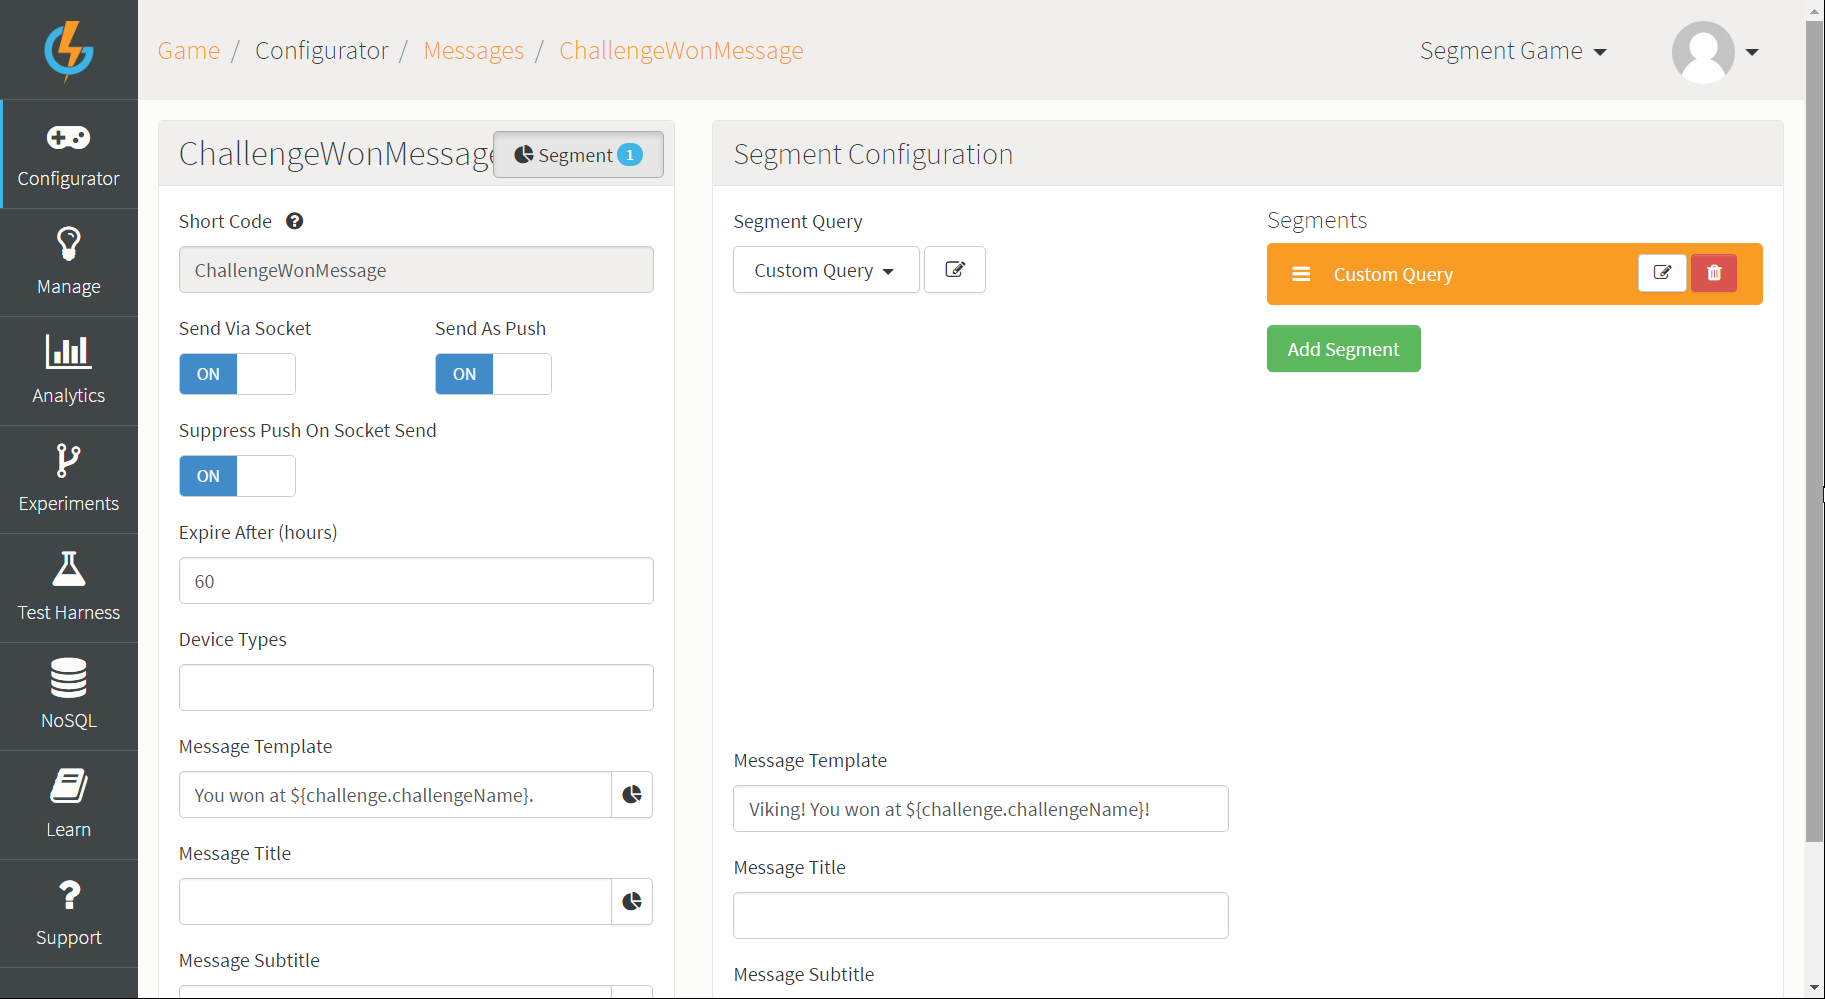 Game / Configurator / Messages / ChallengeWonMessage
Segment Game
Configurator
Manage
Analytics
Experiments
Test Harness
NoSQL
Learn
Support
ChallengeWonMessage
Segment 1
Short Code
ChallengeWonMessage
Send Via Socket
Send As Push
ON
ON
Suppress Push On Socket Send
ON
Expire After (hours)
60
Device Types
Message Template
You won at ${challenge.challengeName}.
Message Title
Message Subtitle
Segment Configuration
Segment Query
Custom Query
Segments
Custom Query
Add Segment
Message Template
Viking! You won at ${challenge.challengeName}!
Message Title
Message Subtitle